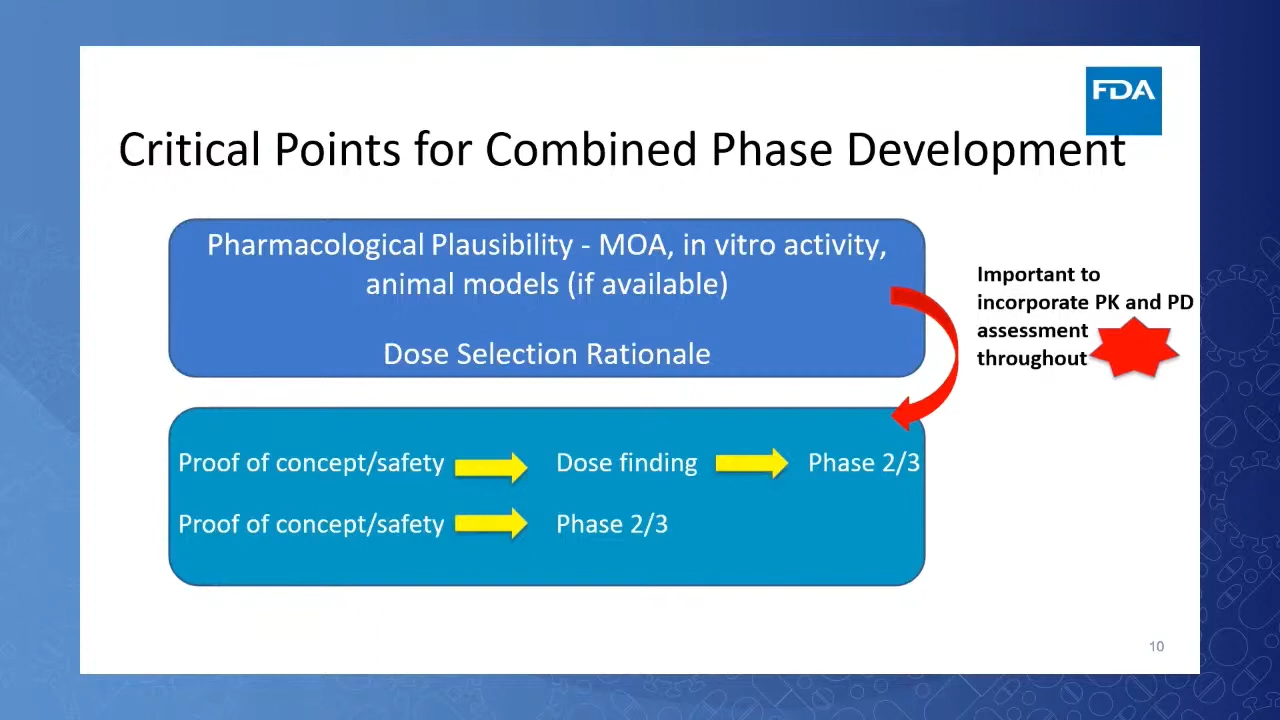 FDA
Critical Points for Combined Phase Development
Pharmacological Plausibility - MOA, in vitro activity,
animal models (if available)
Dose Selection Rationale
Important to
incorporate PK and PD
assessment
throughout
Proof of concept/safety Dose finding Phase 2/3
Proof of concept/safety Phase 2/3
10